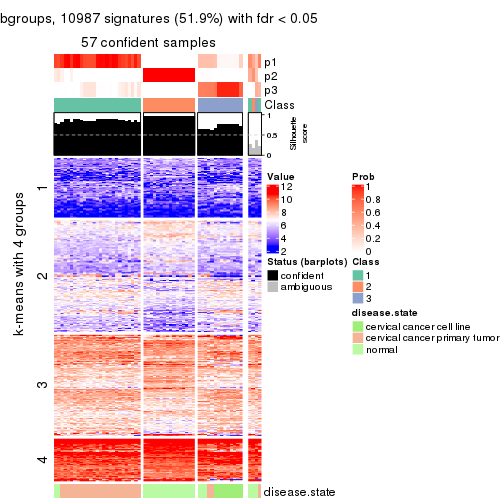 bgroups, 10987 signatures (51.9%) with fdr < 0.05
57 confident samples
p1
p2
p3
Class
1
0.5
0
Silhouette
score
k-means with 4 groups
1
2
3
4
Value
12
10
8
6
4
2
Prob
1
0.8
0.6
0.4
0.2
0
Status (barplots)
confident
ambiguous
Class
1
2
3
disease.state
cervical cancer cell line
cervical cancer primary tumor
normal
disease.state